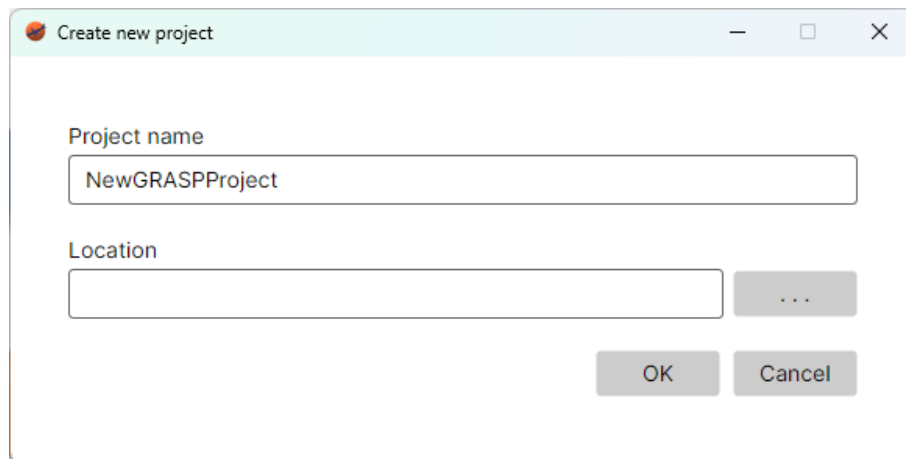 Create new project
Project name
NewGRASPProject
Location
...
OK Cancel